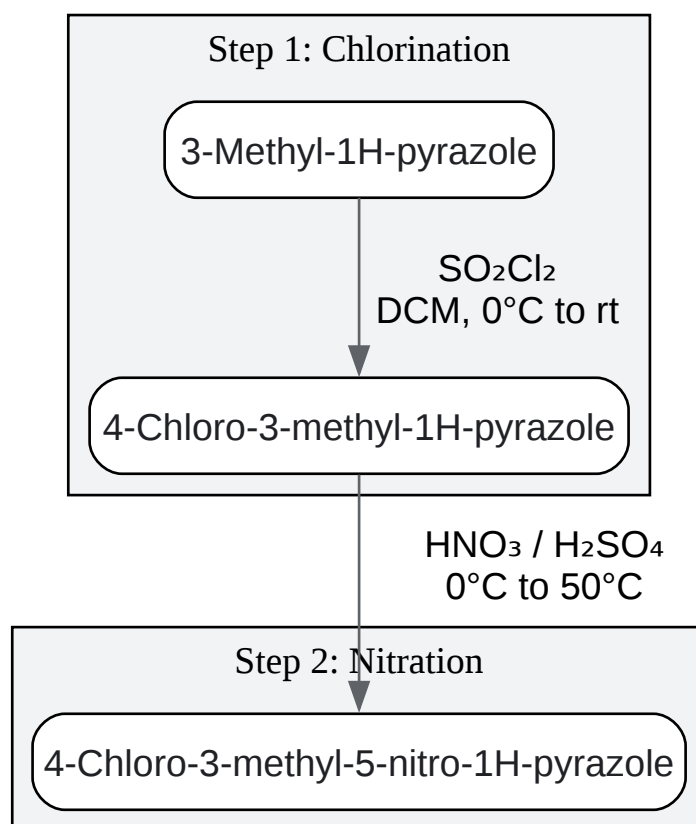 Step 1: Chlorination
3-Methyl-1H-pyrazole
SO₂Cl₂
DCM, 0°C to rt
4-Chloro-3-methyl-1H-pyrazole
HNO₃ / H₂SO₄
0°C to 50°C
Step 2: Nitration
4-Chloro-3-methyl-5-nitro-1H-pyrazole